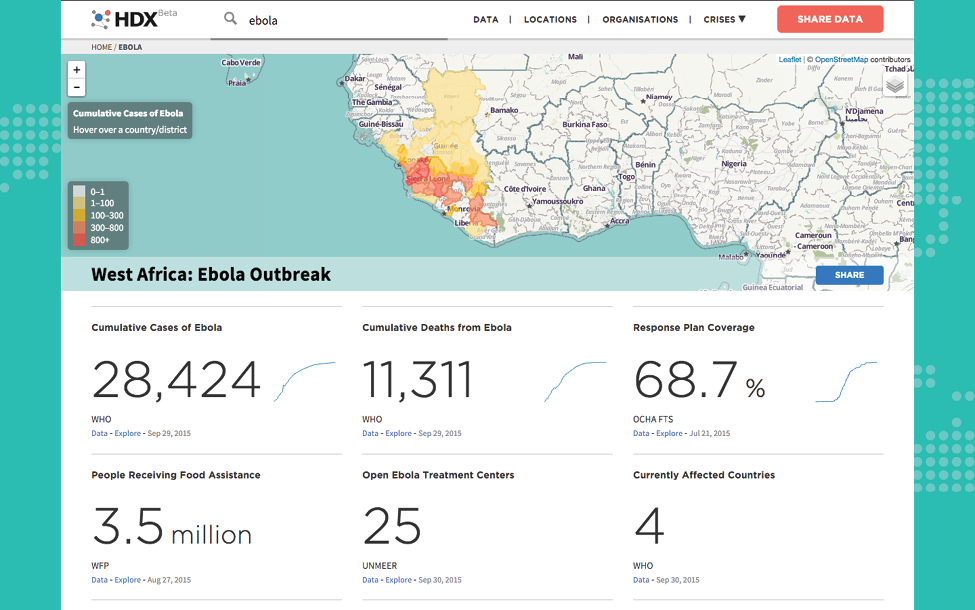 HDX Beta
ebola
DATA | LOCATIONS | ORGANISATIONS | CRISES ▼
SHARE DATA
HOME / EBOLA
+
−
Leaflet | © OpenStreetMap contributors
Cabo Verde
Praia
Dakar
Sénégal
The Gambia
Guiné-Bissau
Mali
Bamako
Burkina Faso
Niamey
N'Djamena
Guinée
Sierra Leone
Côte d'Ivoire
Yamoussoukro
Ghana
Togo
Bénin
Nigeria
Accra
Cameroun
- Cameroon
Malabo
Yaoundé
Guinea Ecuatorial
Cumulative Cases of Ebola
Hover over a country/district
0–1
1–100
100–300
300–800
800+
West Africa: Ebola Outbreak
SHARE
Cumulative Cases of Ebola
28,424
WHO
Data - Explore - Sep 29, 2015
Cumulative Deaths from Ebola
11,311
WHO
Data - Explore - Sep 29, 2015
Response Plan Coverage
68.7 %
OCHA FTS
Data - Explore - Jul 21, 2015
People Receiving Food Assistance
3.5 million
WFP
Data - Explore - Aug 27, 2015
Open Ebola Treatment Centers
25
UNMEER
Data - Explore - Sep 30, 2015
Currently Affected Countries
4
WHO
Data - Sep 30, 2015